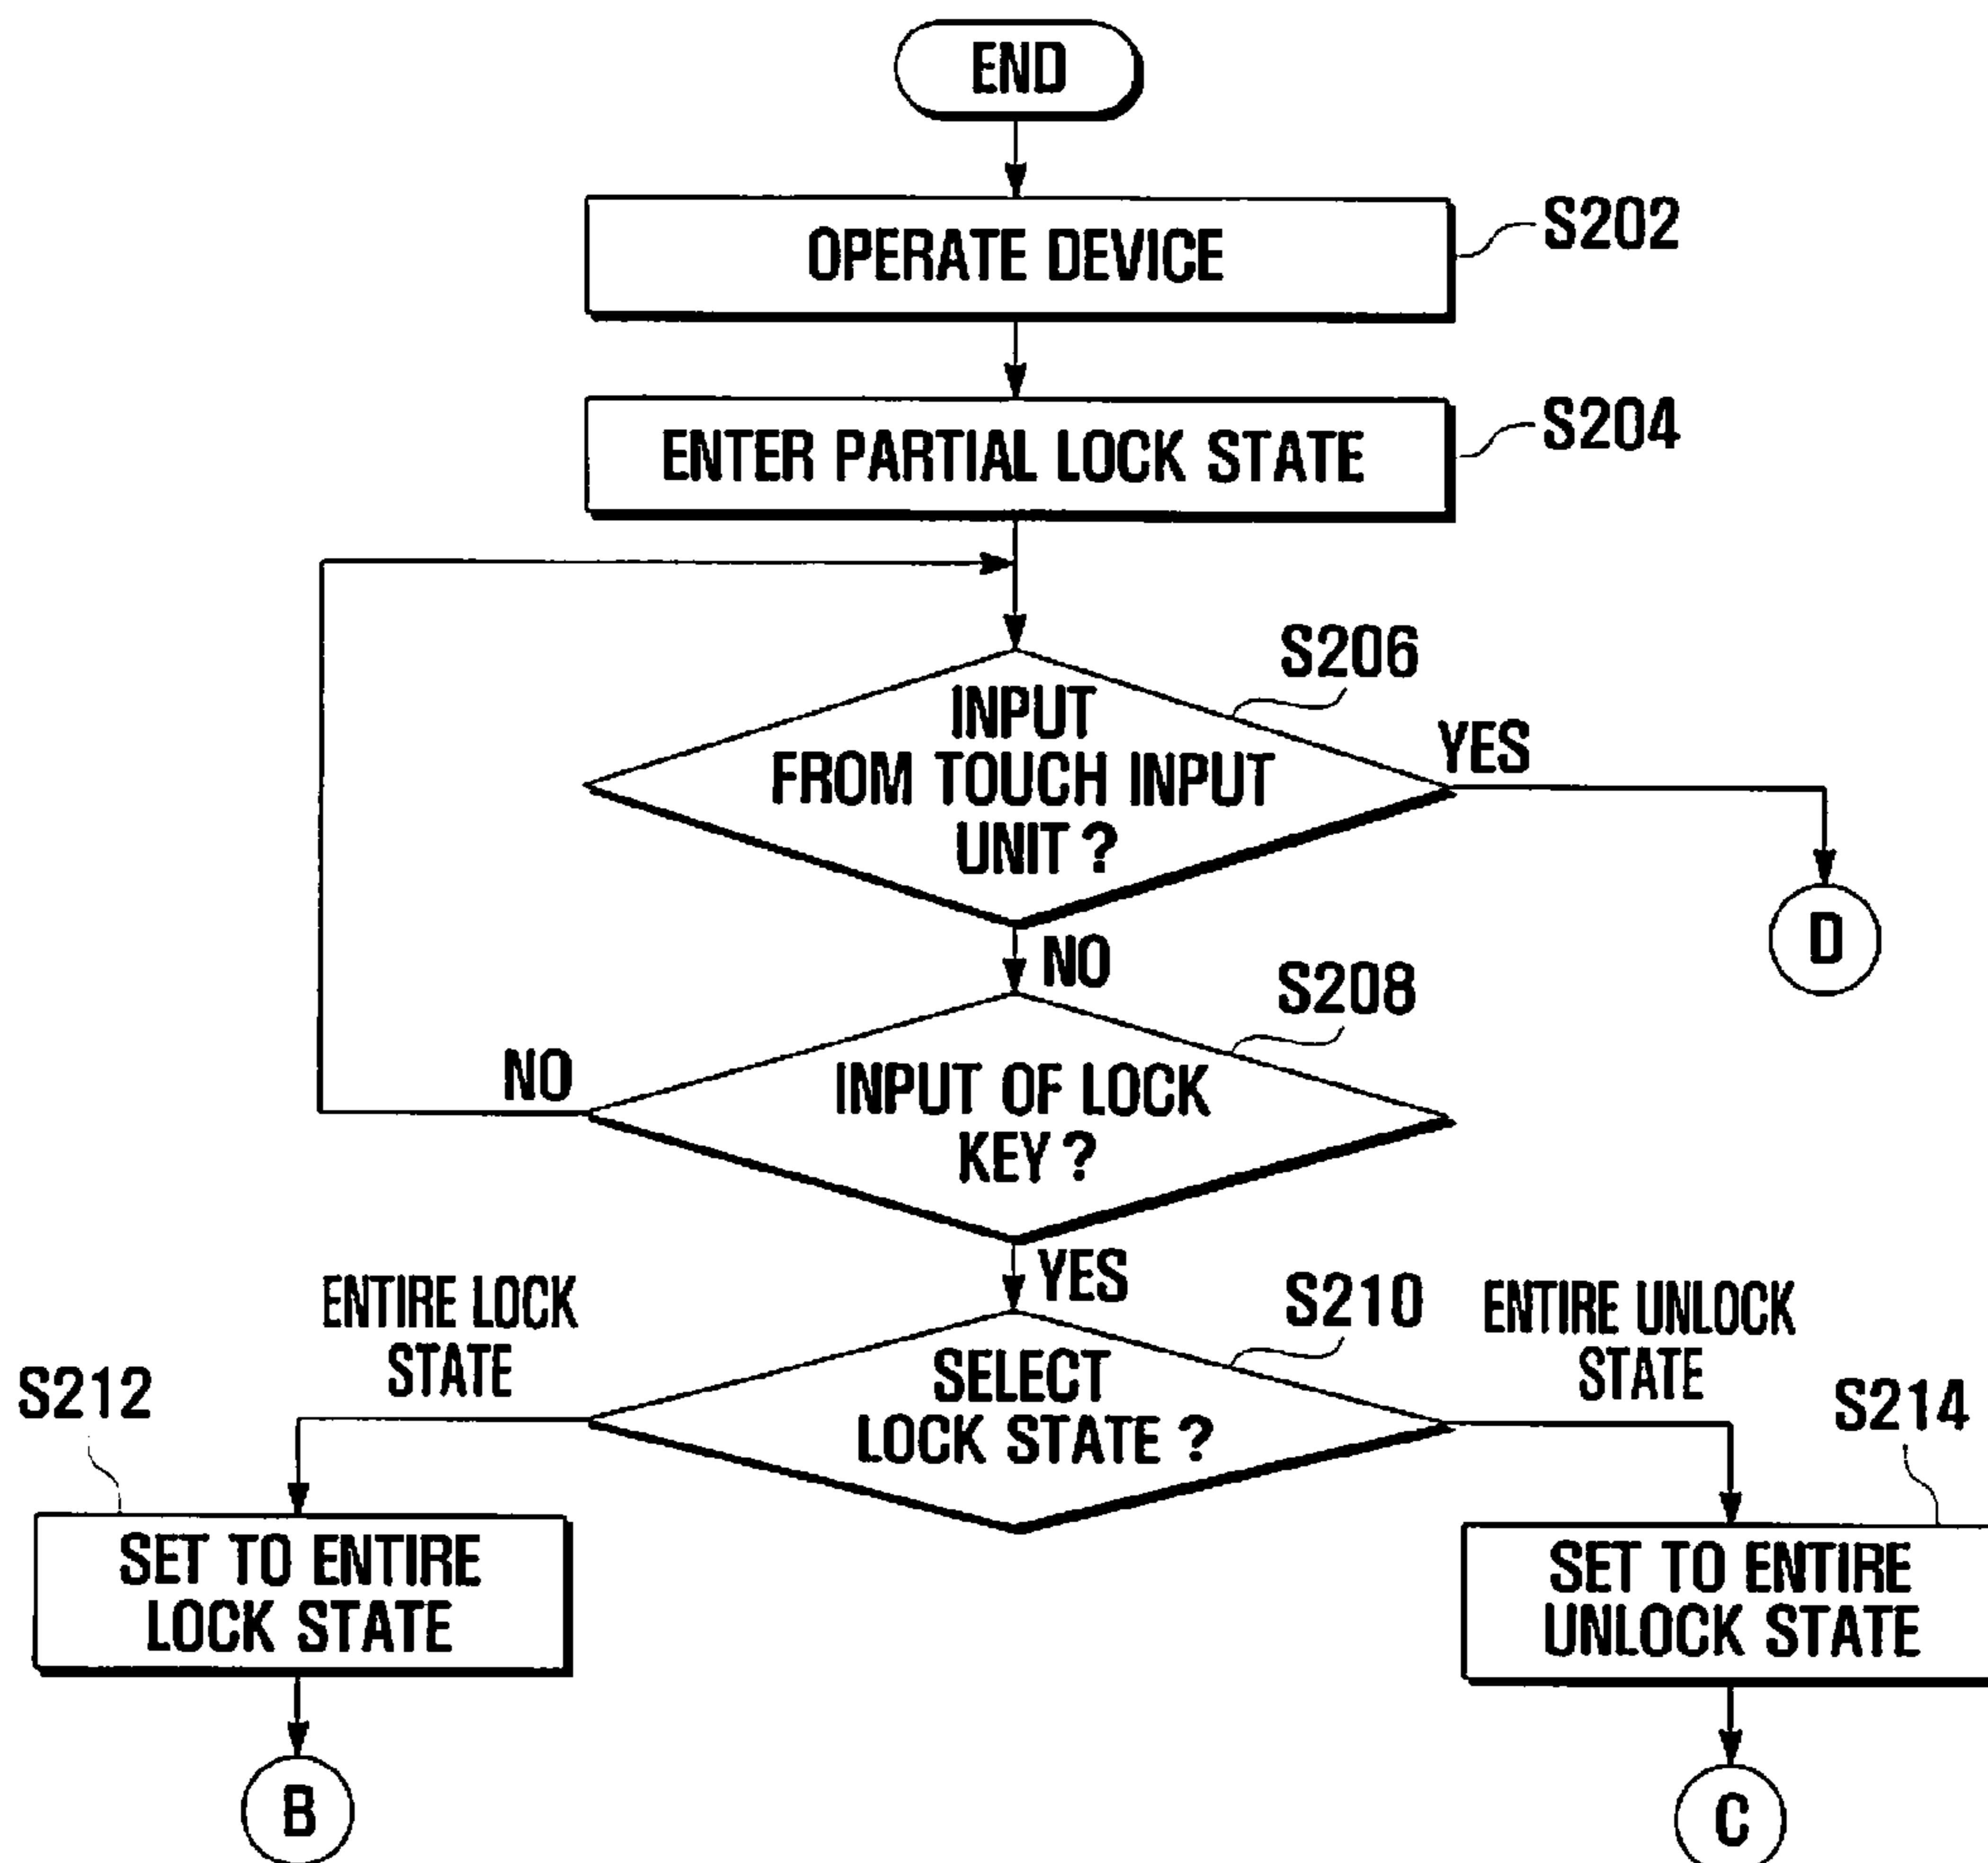 END
OPERATE DEVICE
S202
ENTER PARTIAL LOCK STATE
S204
S206
INPUT
FROM TOUCH INPUT
UNIT ?
YES
D
NO
S208
INPUT OF LOCK
KEY ?
NO
YES
S210
SELECT
LOCK STATE ?
ENTIRE LOCK
STATE
ENTIRE UNLOCK
STATE
S212
S214
SET TO ENTIRE
LOCK STATE
SET TO ENTIRE
UNLOCK STATE
B
C